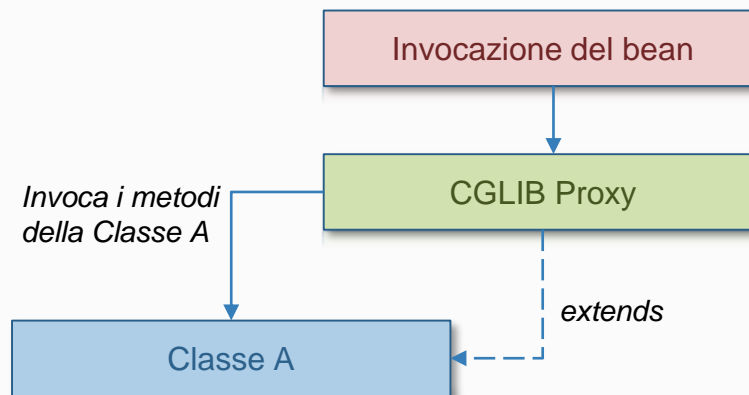 Invocazione del bean
CGLIB Proxy
Invoca i metodi
della Classe A
extends
Classe A